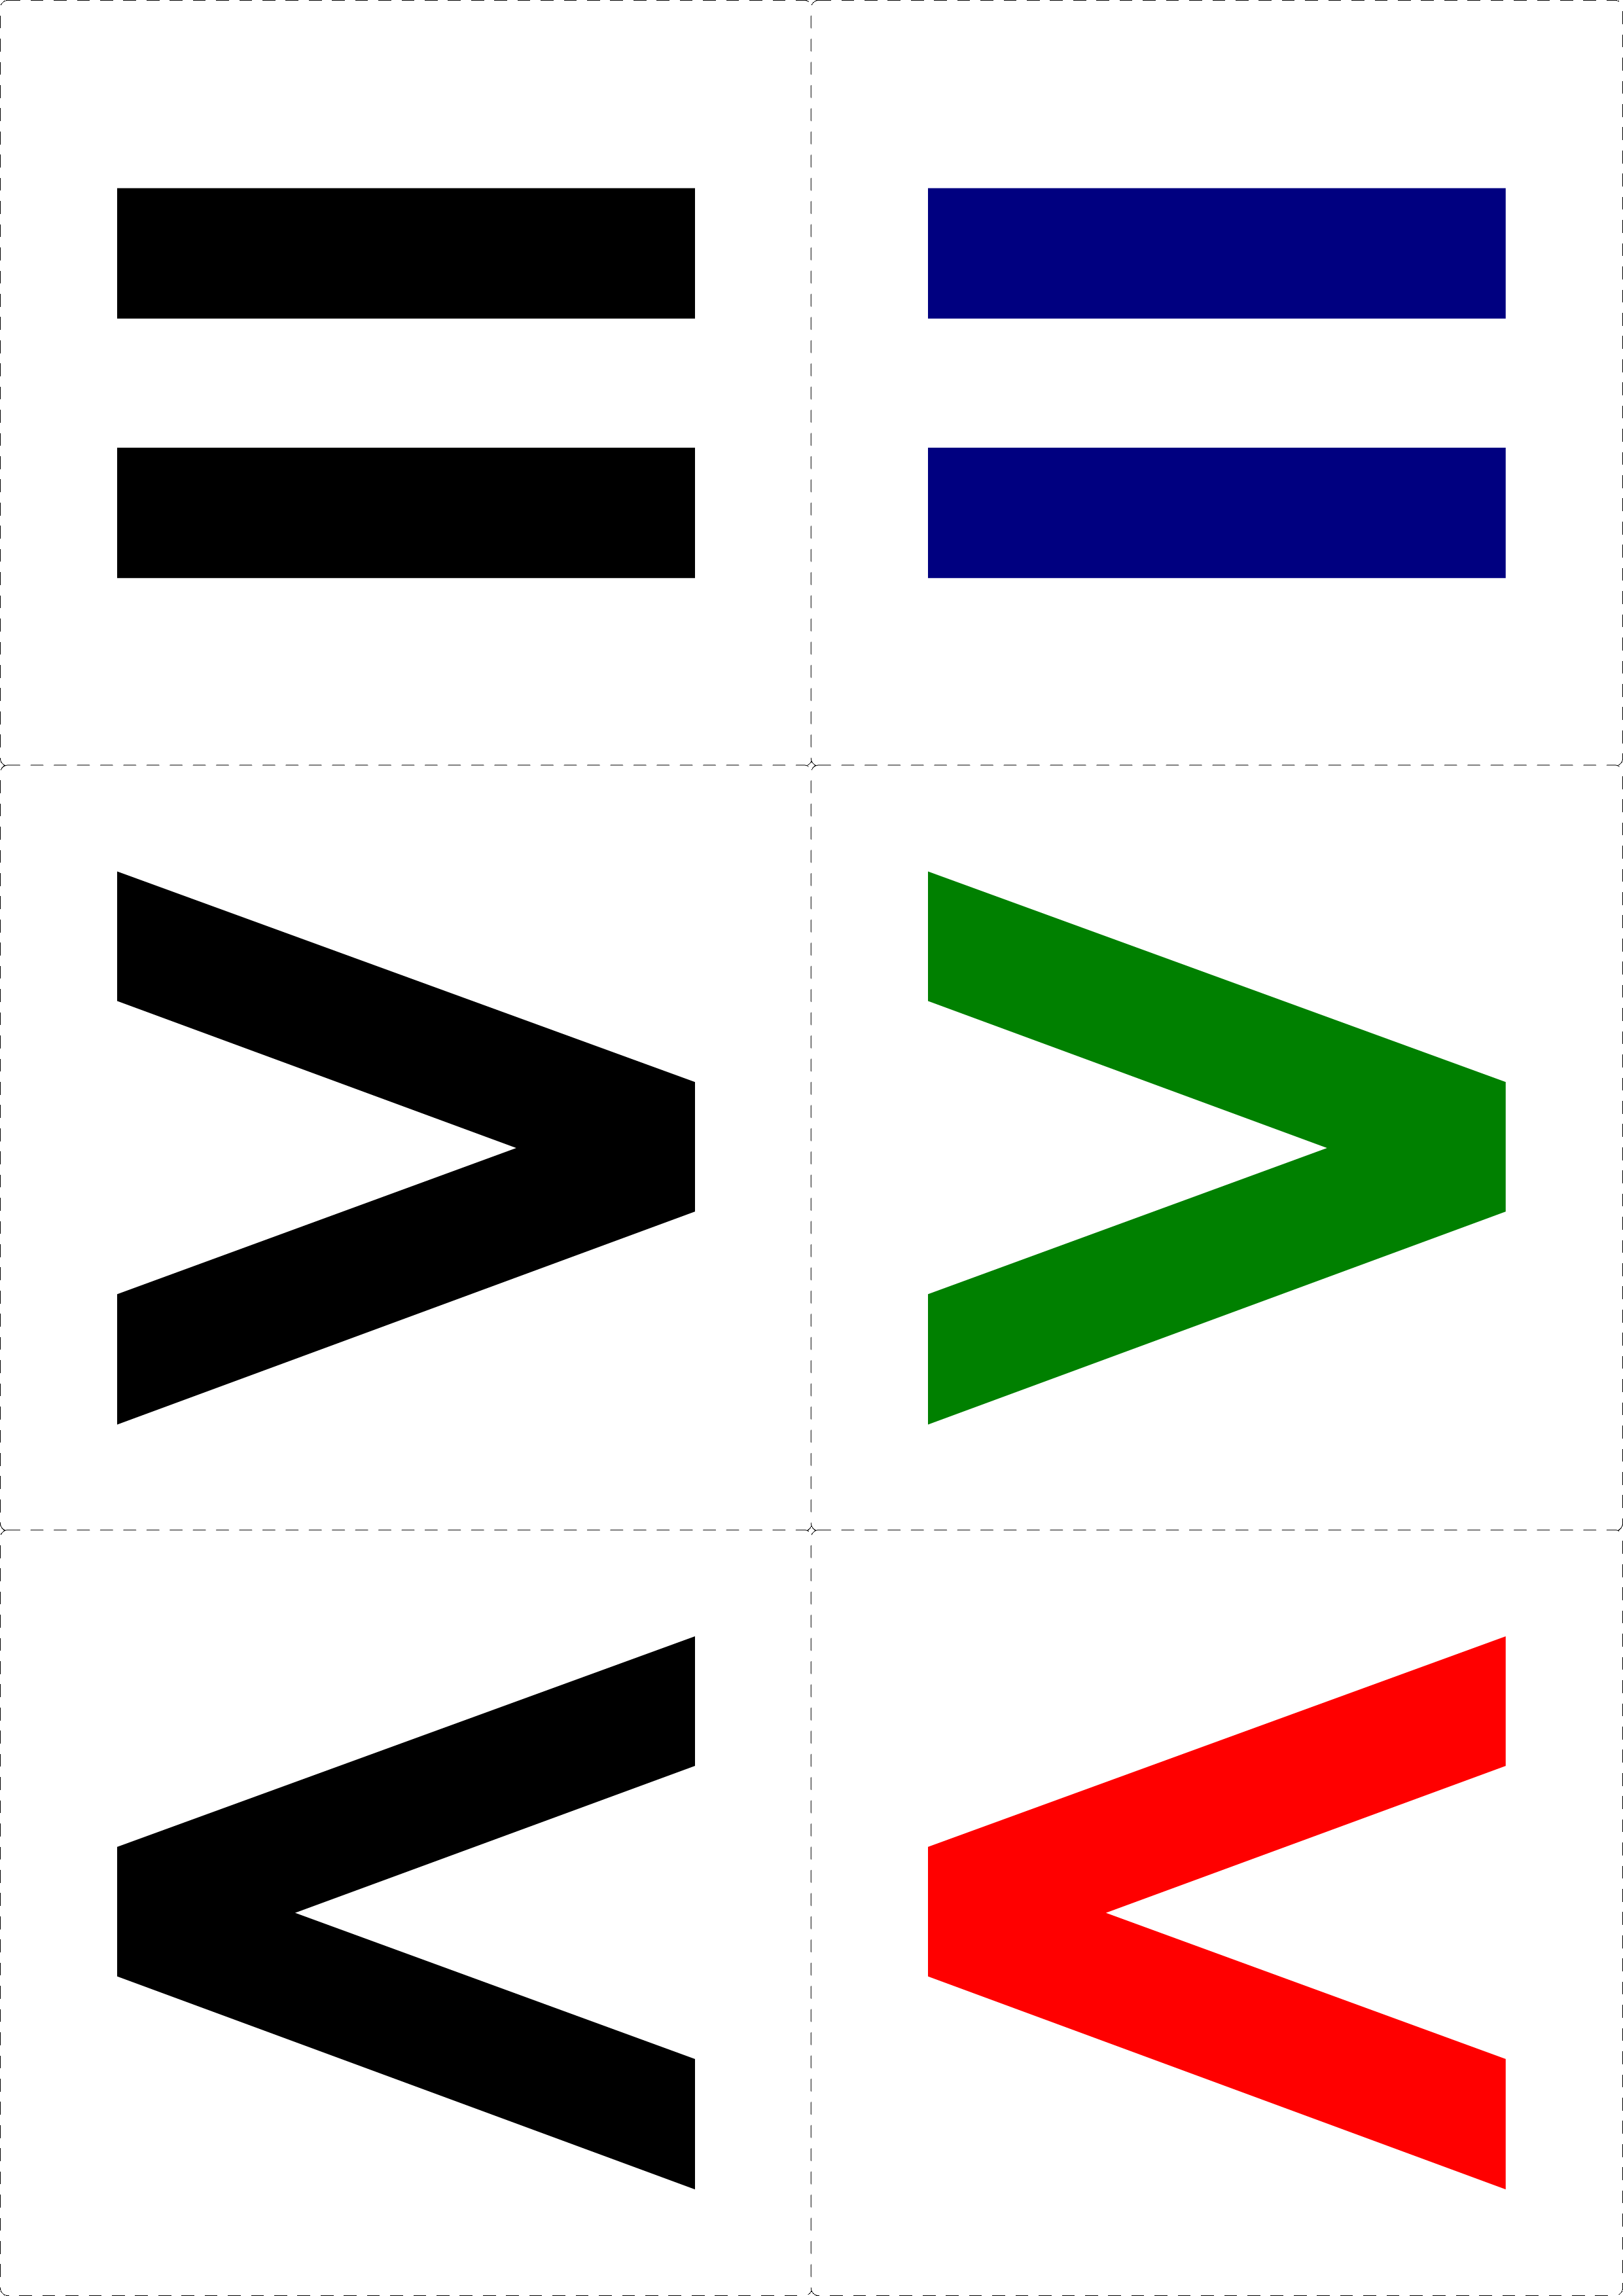 = =
> >
< <